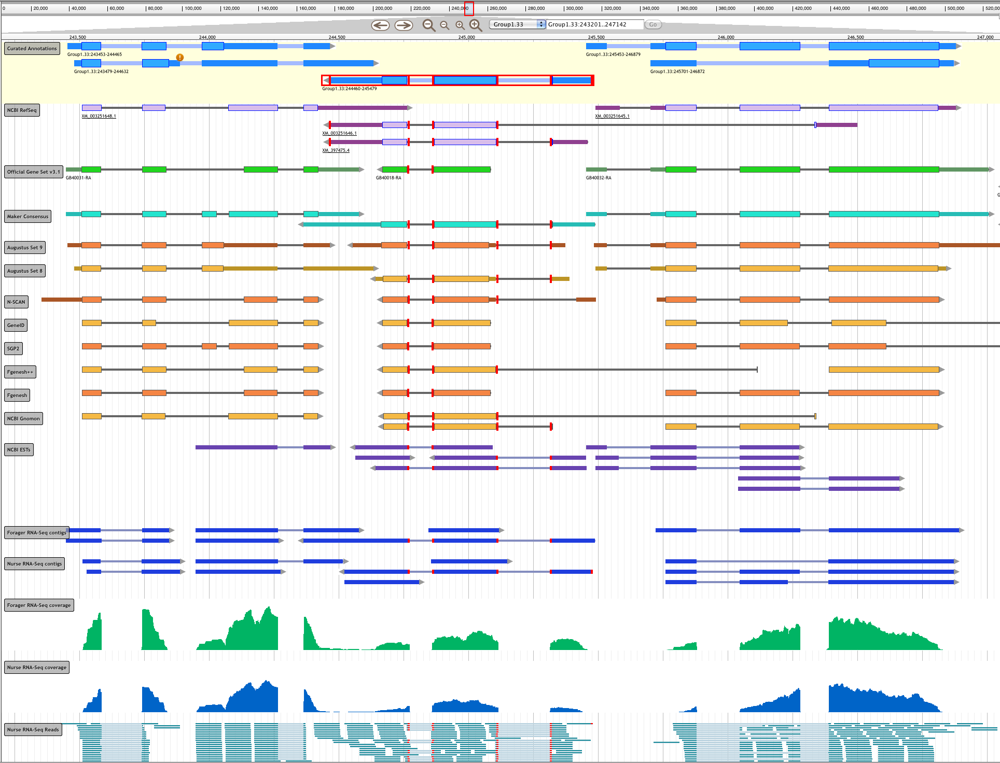 0 20,000 40,000 60,000 80,000 100,000 120,000 140,000 160,000 180,000 200,000 220,000 240,000 260,000 280,000 300,000 320,000 340,000 360,000 380,000 400,000 420,000 440,000 460,000 480,000 500,000 520,00
Group1.33 Group1.33:243201..247142 Go
243,500 244,000 244,500 245,000 245,500 246,000 246,500 247,000
Curated Annotations
Group1.33:243453-244465 Group1.33:245453-246879
!
Group1.33:243479-244632 Group1.33:245701-246872
Group1.33:244460-245479
NCBI RefSeq
XM_003251648.1 XM_003251645.1
XM_003251646.1
XM_397475.4
Official Gene Set v3.1
GB40031-RA GB40018-RA GB40032-RA
G
Maker Consensus
Augustus Set 9
Augustus Set 8
N-SCAN
GeneID
SGP2
Fgenesh++
Fgenesh
NCBI Gnomon
NCBI ESTs
Forager RNA-Seq contigs
Nurse RNA-Seq contigs
Forager RNA-Seq coverage
Nurse RNA-Seq coverage
Nurse RNA-Seq Reads